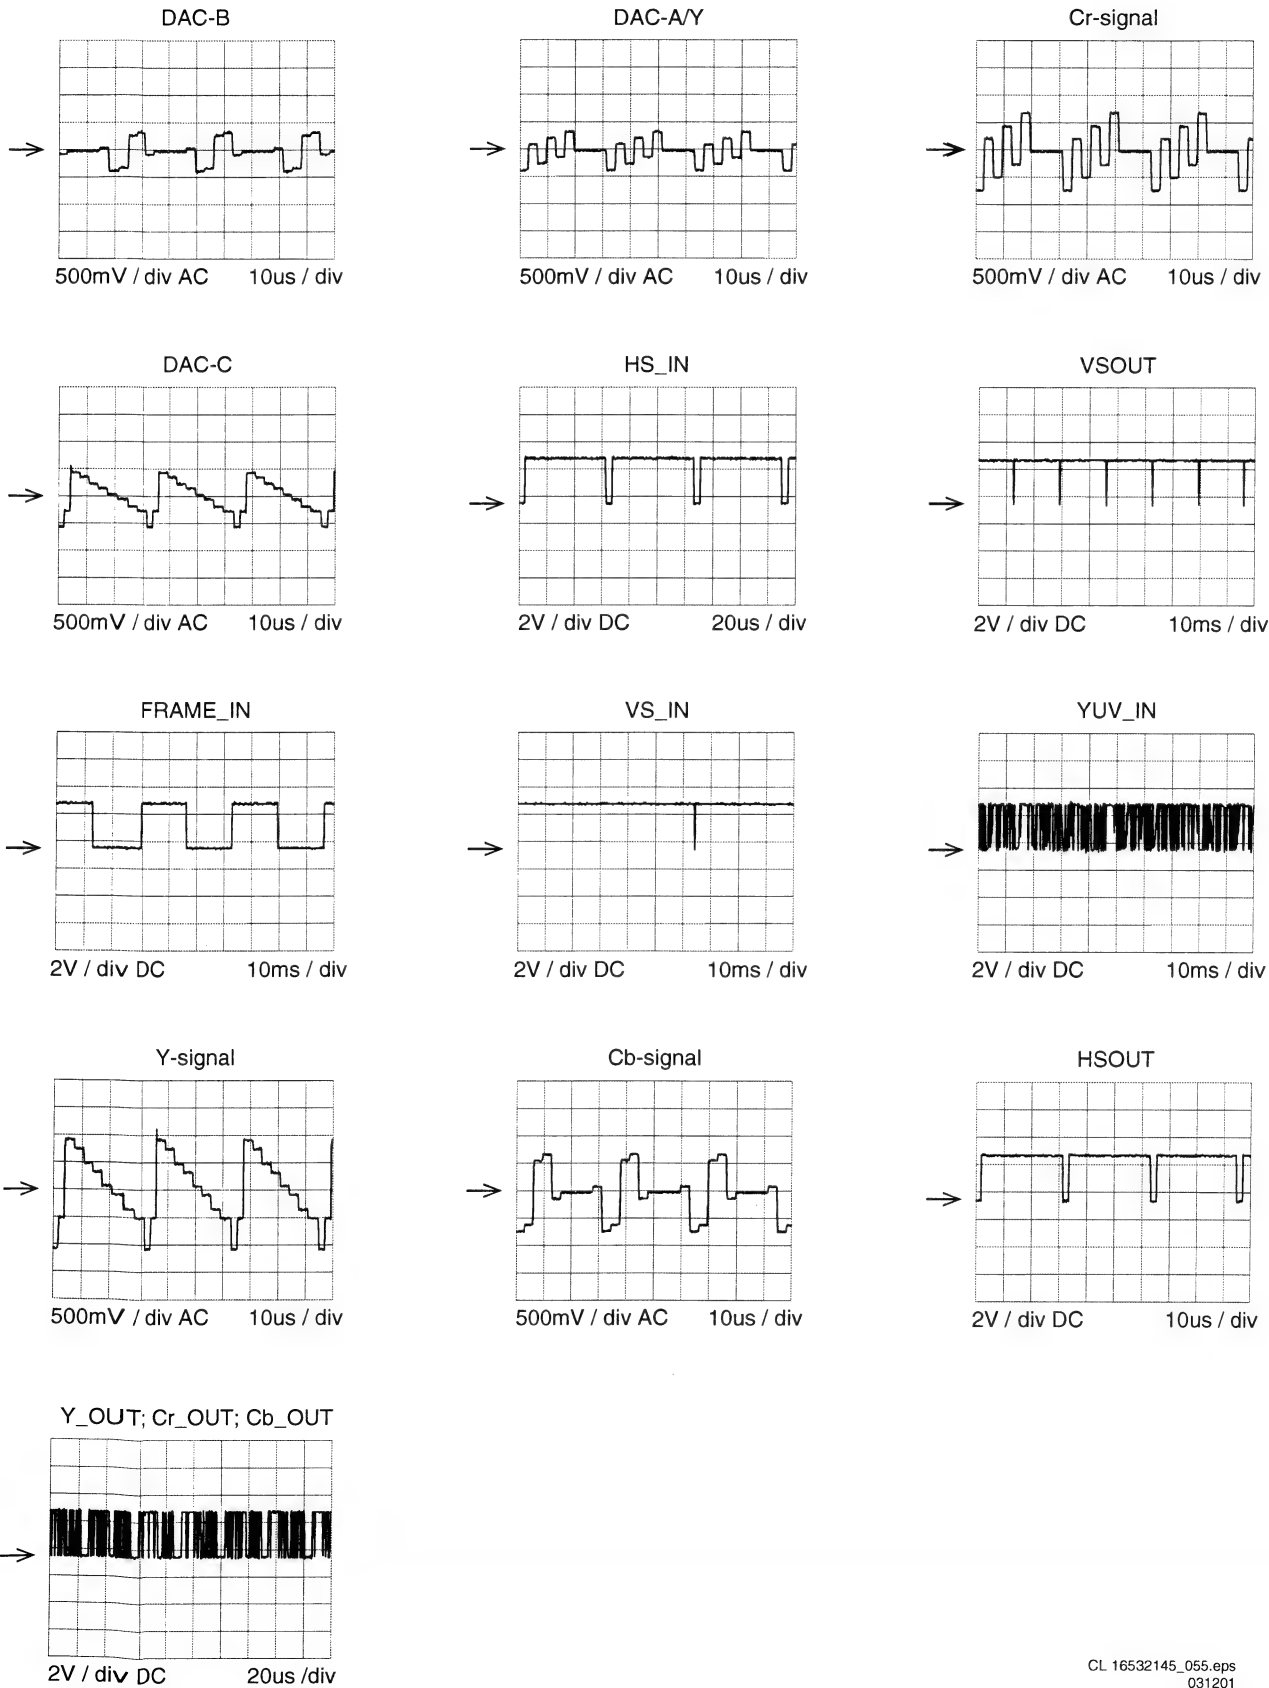 DAC-B
DAC-A/Y
Cr-signal
500mV / div AC 10us / div
500mV / div AC 10us / div
500mV / div AC 10us / div
DAC-C
HS_IN
VSOUT
500mV / div AC 10us / div
2V / div DC 20us / div
2V / div DC 10ms / div
FRAME_IN
VS_IN
YUV_IN
2V / div DC 10ms / div
2V / div DC 10ms / div
2V / div DC 10ms / div
Y-signal
Cb-signal
HSOUT
500mV / div AC 10us / div
500mV / div AC 10us / div
2V / div DC 10us / div
Y_OUT; Cr_OUT; Cb_OUT
2V / div DC 20us /div
CL 16532145_055.eps
031201